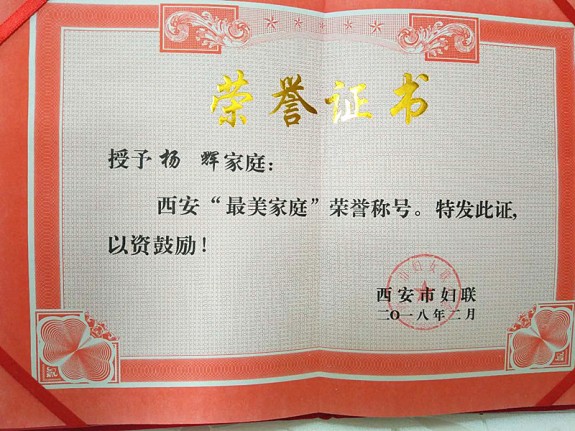 荣誉证书
授予 杨 辉家庭：
西安“最美家庭”荣誉称号。特发此证，
以资鼓励！
西安市妇联
二〇一八年二月